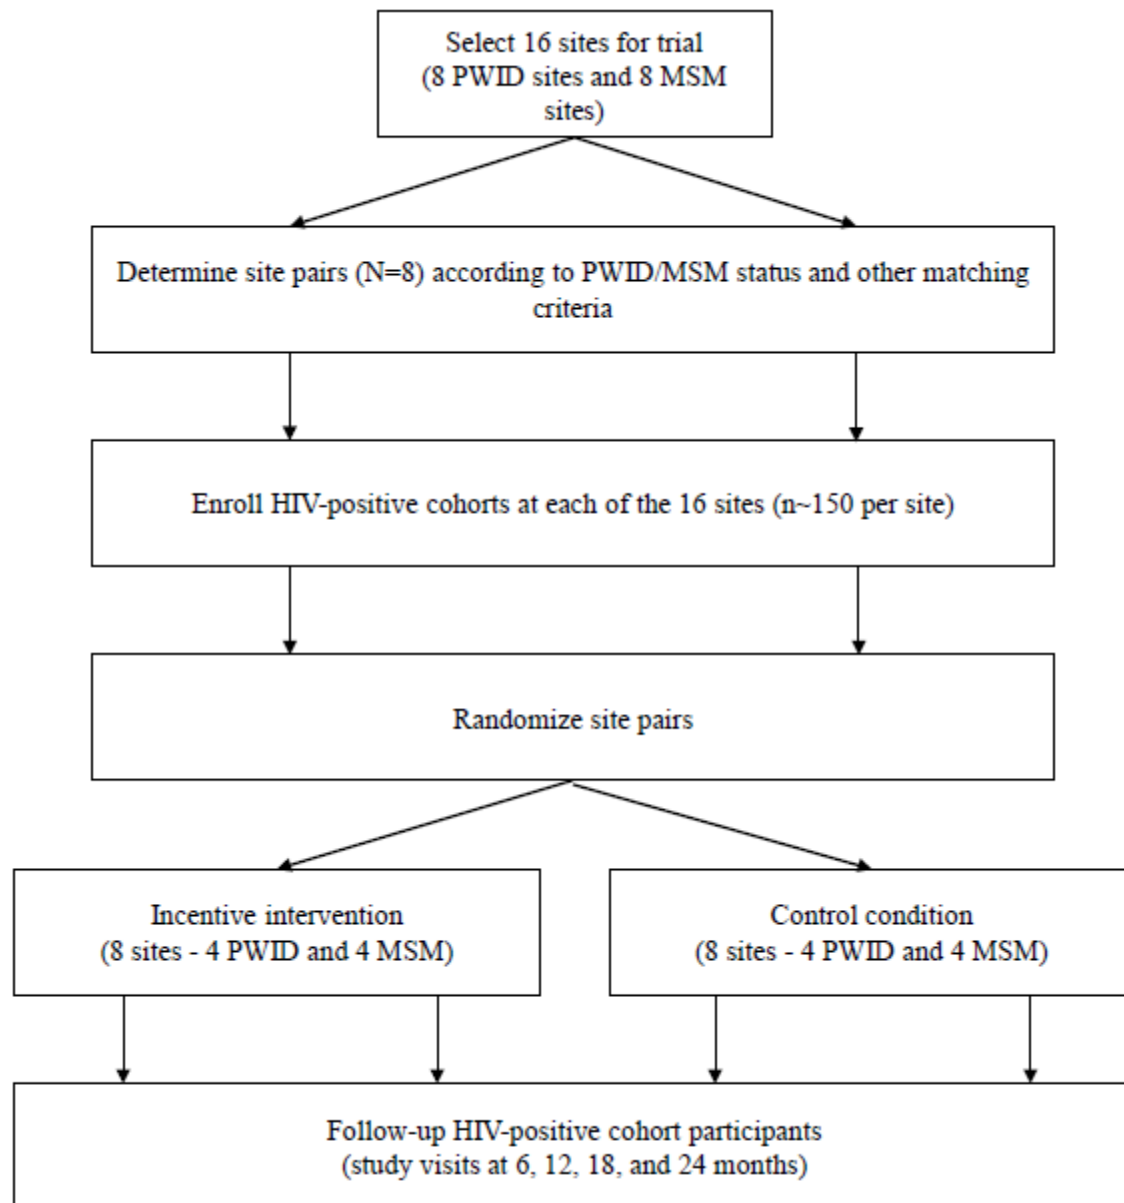 Select 16 sites for trial
(8 PWID sites and 8 MSM
sites)
Determine site pairs (N=8) according to PWID/MSM status and other matching
criteria
Enroll HIV-positive cohorts at each of the 16 sites (n~150 per site)
Randomize site pairs
Incentive intervention
(8 sites - 4 PWID and 4 MSM)
Control condition
(8 sites - 4 PWID and 4 MSM)
Follow-up HIV-positive cohort participants
(study visits at 6, 12, 18, and 24 months)